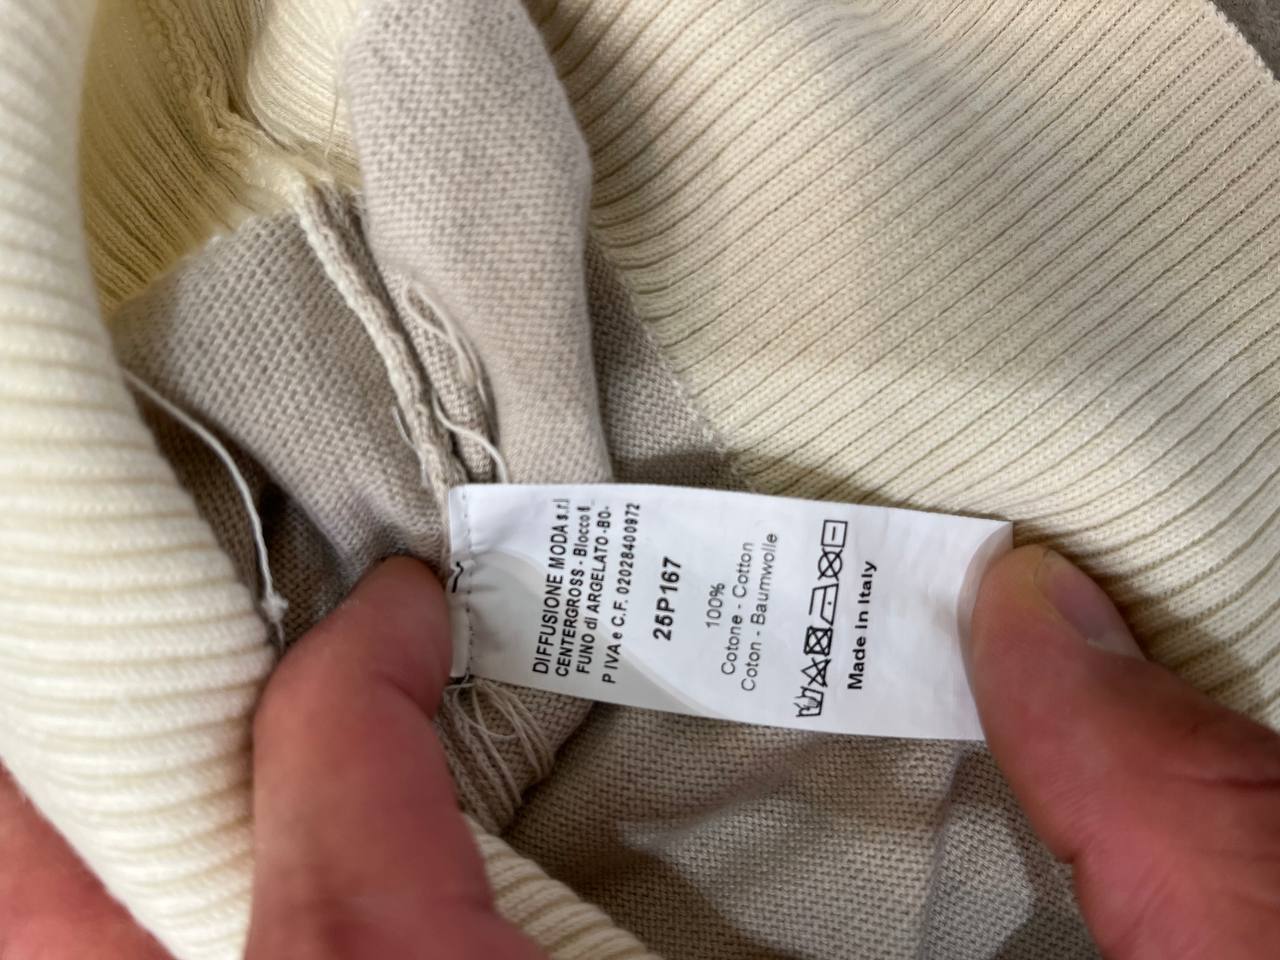 DIFFUSIONE MODA s.r.l
CENTERGROSS - Blocco
FUNO di ARGELATO -BO-
P IVA e C.F. 02028400972
25P167
100%
Cotone - Cotton
Coton - Baumwolle
Made in Italy